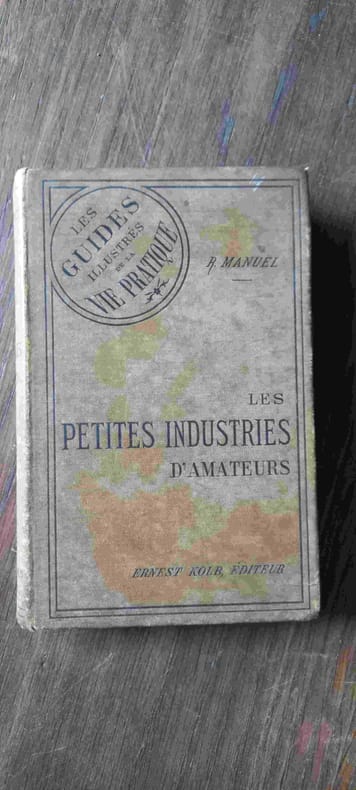 LES
GUIDES
ILLUSTRÉS
DE LA
VIE PRATIQUE
R. MANUEL
LES
PETITES INDUSTRIES
D'AMATEURS
ERNEST KOLB, ÉDITEUR